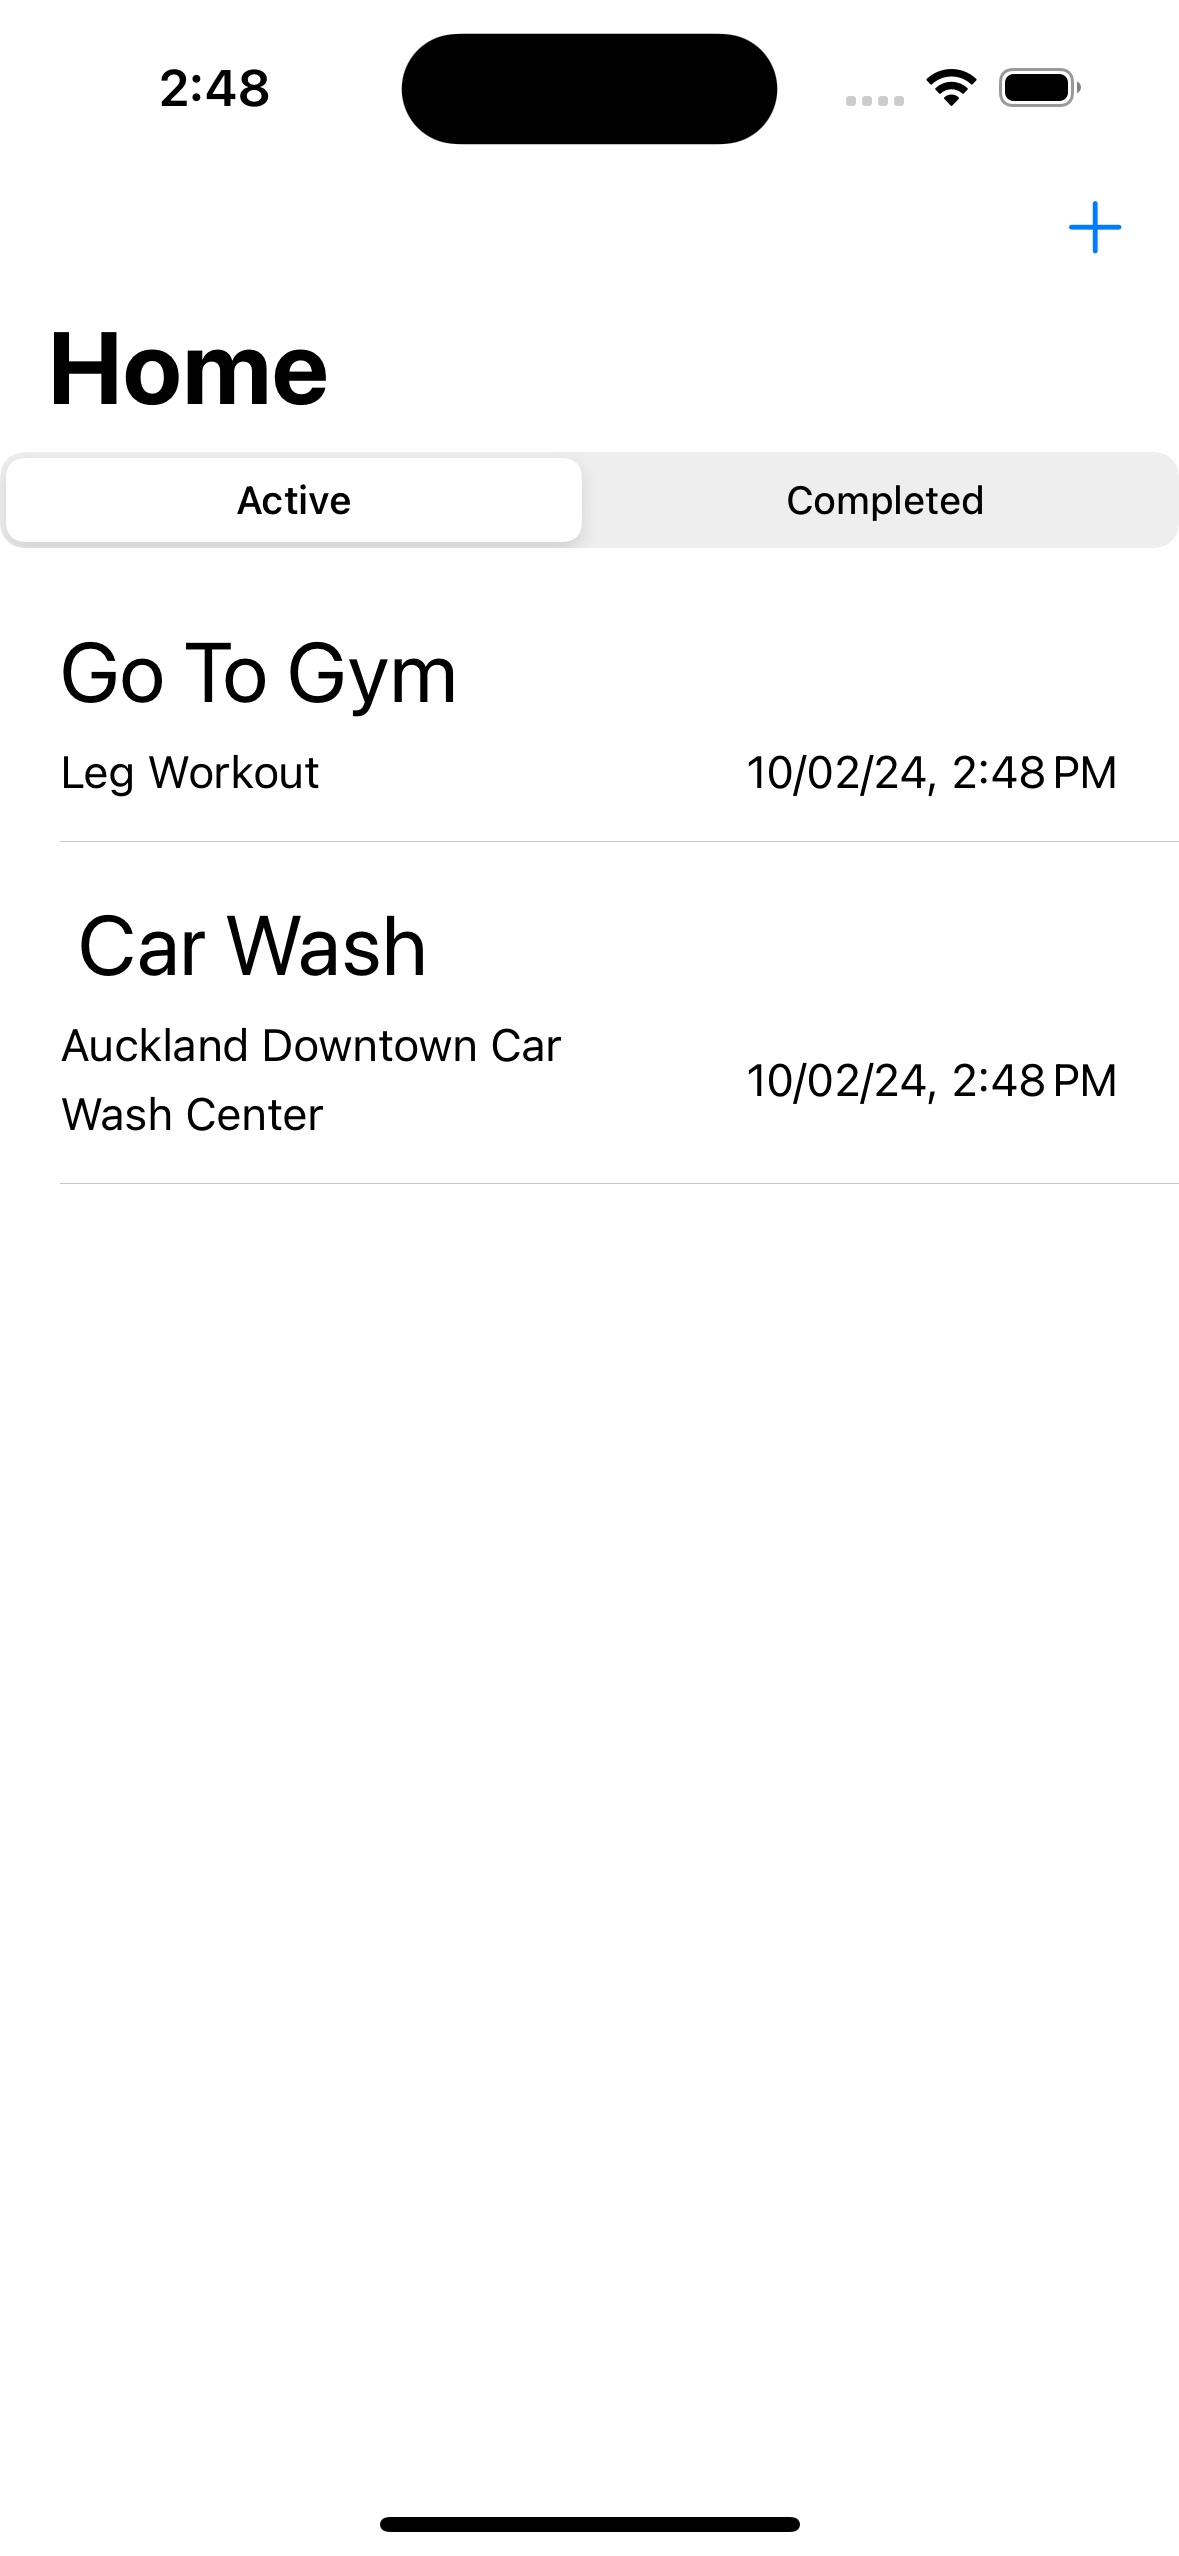 2:48
Home
Active Completed
Go To Gym
Leg Workout 10/02/24, 2:48 PM
Car Wash
Auckland Downtown Car
Wash Center
10/02/24, 2:48 PM